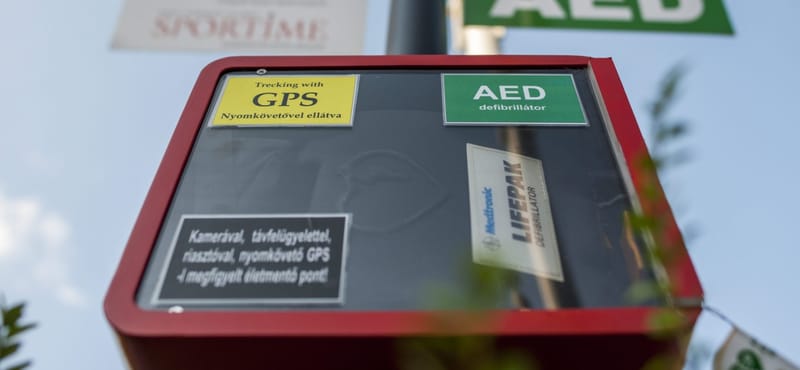 SPORTIME
AED
Trecking with
GPS
Nyomkövetővel ellátva
AED
defibrillátor
Medtronic
LIFEPAK
DEFIBRILLÁTOR
Kamerával, távfelügyelettel,
riasztóval, nyomkövető GPS
-l megfigyelt életmentő pont!